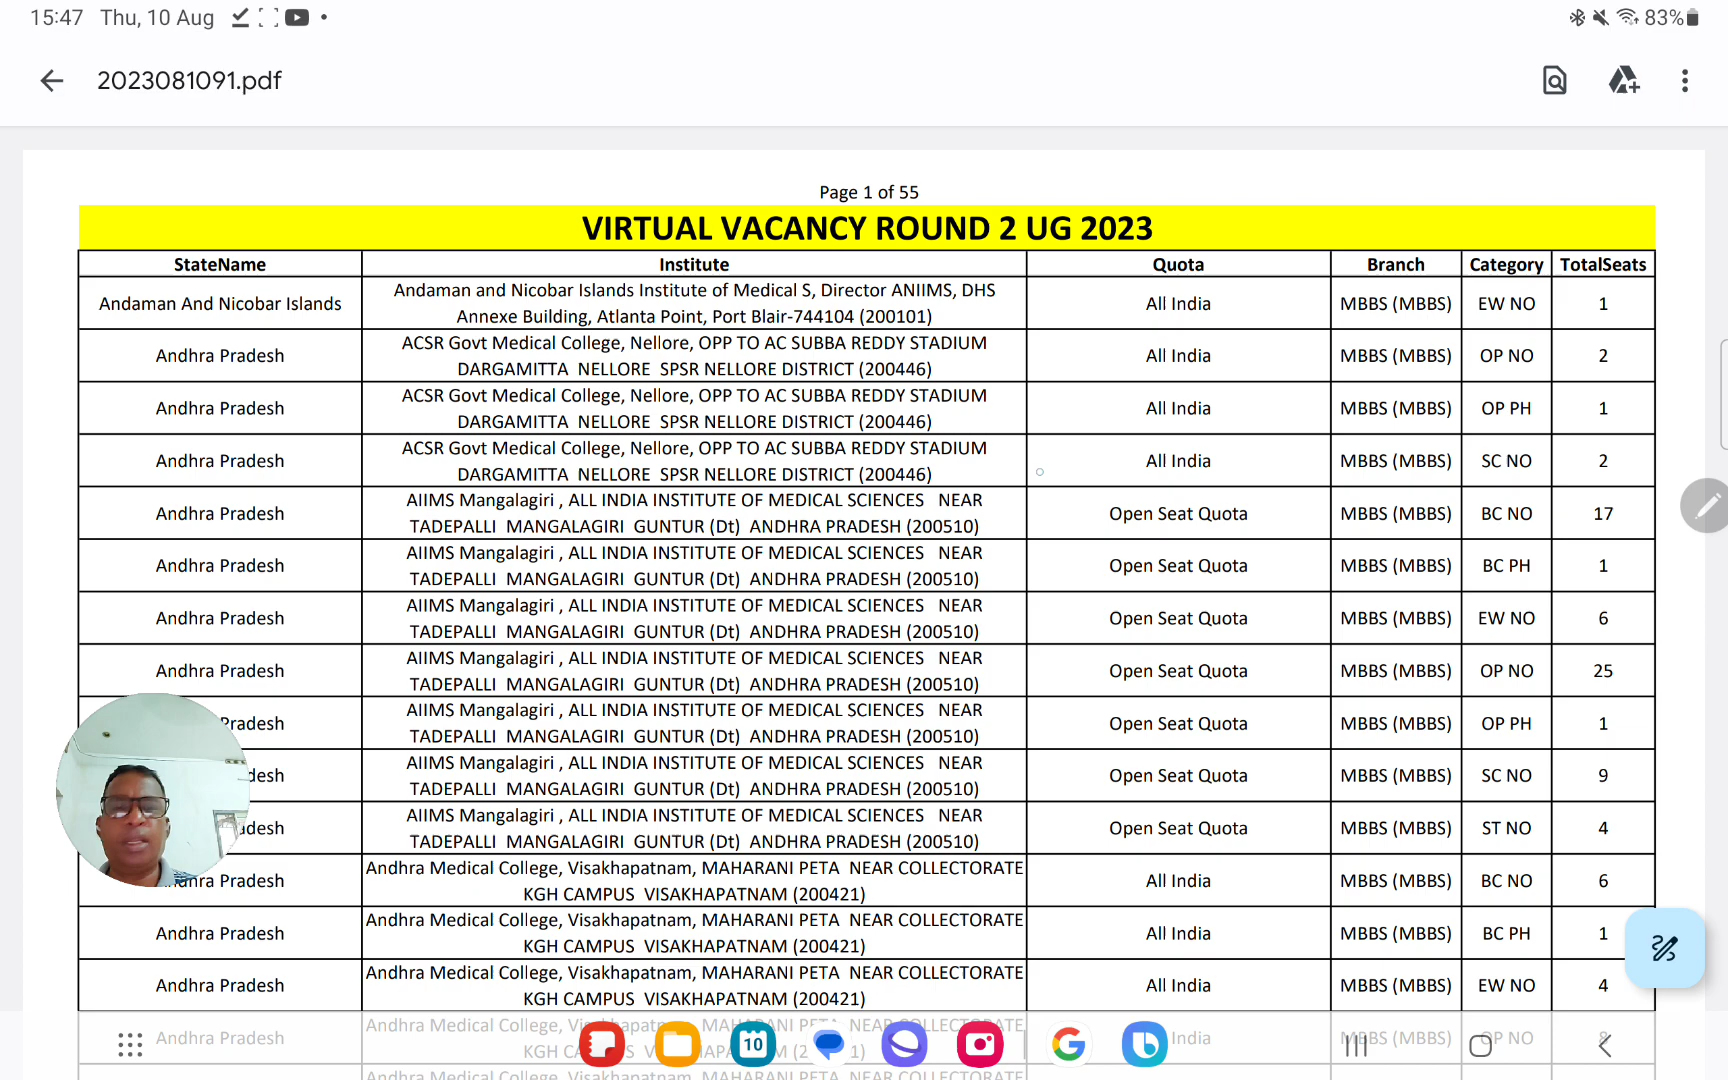 15:47 Thu, 10 Aug
83%
2023081091.pdf
Page 1 of 55
VIRTUAL VACANCY ROUND 2 UG 2023
StateName Institute Quota Branch Category TotalSeats
Andaman And Nicobar Islands Andaman and Nicobar Islands Institute of Medical S, Director ANIIMS, DHS All India MBBS (MBBS) EW NO 1
Annexe Building, Atlanta Point, Port Blair-744104 (200101)
Andhra Pradesh ACSR Govt Medical College, Nellore, OPP TO AC SUBBA REDDY STADIUM All India MBBS (MBBS) OP NO 2
DARGAMITTA NELLORE SPSR NELLORE DISTRICT (200446)
Andhra Pradesh ACSR Govt Medical College, Nellore, OPP TO AC SUBBA REDDY STADIUM All India MBBS (MBBS) OP PH 1
DARGAMITTA NELLORE SPSR NELLORE DISTRICT (200446)
Andhra Pradesh ACSR Govt Medical College, Nellore, OPP TO AC SUBBA REDDY STADIUM All India MBBS (MBBS) SC NO 2
DARGAMITTA NELLORE SPSR NELLORE DISTRICT (200446)
Andhra Pradesh AIIMS Mangalagiri , ALL INDIA INSTITUTE OF MEDICAL SCIENCES NEAR Open Seat Quota MBBS (MBBS) BC NO 17
TADEPALLI MANGALAGIRI GUNTUR (Dt) ANDHRA PRADESH (200510)
Andhra Pradesh AIIMS Mangalagiri , ALL INDIA INSTITUTE OF MEDICAL SCIENCES NEAR Open Seat Quota MBBS (MBBS) BC PH 1
TADEPALLI MANGALAGIRI GUNTUR (Dt) ANDHRA PRADESH (200510)
Andhra Pradesh AIIMS Mangalagiri , ALL INDIA INSTITUTE OF MEDICAL SCIENCES NEAR Open Seat Quota MBBS (MBBS) EW NO 6
TADEPALLI MANGALAGIRI GUNTUR (Dt) ANDHRA PRADESH (200510)
Andhra Pradesh AIIMS Mangalagiri , ALL INDIA INSTITUTE OF MEDICAL SCIENCES NEAR Open Seat Quota MBBS (MBBS) OP NO 25
TADEPALLI MANGALAGIRI GUNTUR (Dt) ANDHRA PRADESH (200510)
Pradesh AIIMS Mangalagiri , ALL INDIA INSTITUTE OF MEDICAL SCIENCES NEAR Open Seat Quota MBBS (MBBS) OP PH 1
TADEPALLI MANGALAGIRI GUNTUR (Dt) ANDHRA PRADESH (200510)
desh AIIMS Mangalagiri , ALL INDIA INSTITUTE OF MEDICAL SCIENCES NEAR Open Seat Quota MBBS (MBBS) SC NO 9
TADEPALLI MANGALAGIRI GUNTUR (Dt) ANDHRA PRADESH (200510)
adesh AIIMS Mangalagiri , ALL INDIA INSTITUTE OF MEDICAL SCIENCES NEAR Open Seat Quota MBBS (MBBS) ST NO 4
TADEPALLI MANGALAGIRI GUNTUR (Dt) ANDHRA PRADESH (200510)
Pradesh Andhra Medical College, Visakhapatnam, MAHARANI PETA NEAR COLLECTORATE All India MBBS (MBBS) BC NO 6
KGH CAMPUS VISAKHAPATNAM (200421)
Andhra Pradesh Andhra Medical College, Visakhapatnam, MAHARANI PETA NEAR COLLECTORATE All India MBBS (MBBS) BC PH 1
KGH CAMPUS VISAKHAPATNAM (200421)
Andhra Pradesh Andhra Medical College, Visakhapatnam, MAHARANI PETA NEAR COLLECTORATE All India MBBS (MBBS) EW NO 4
KGH CAMPUS VISAKHAPATNAM (200421)
Andhra Pradesh Andhra Medical College, India OP NO
KGH
10
Andhra Medical College,